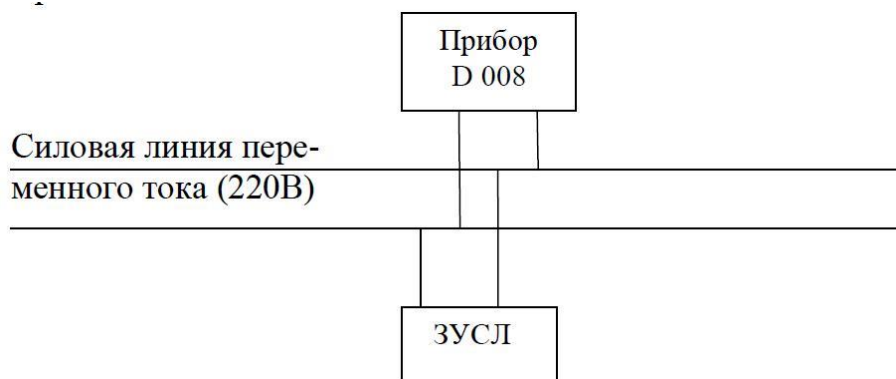 Прибор
D 008
Силовая линия пере-
менного тока (220В)
ЗУСЛ